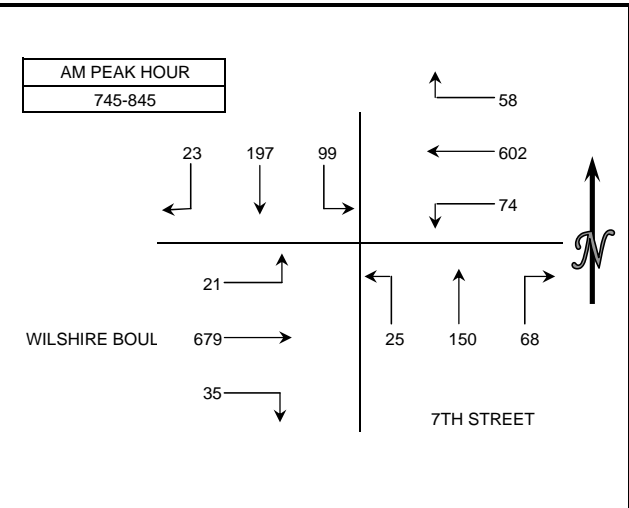 AM PEAK HOUR
745-845
58
23 197 99 602
74
N
21
WILSHIRE BOUL 679 25 150 68
35
7TH STREET